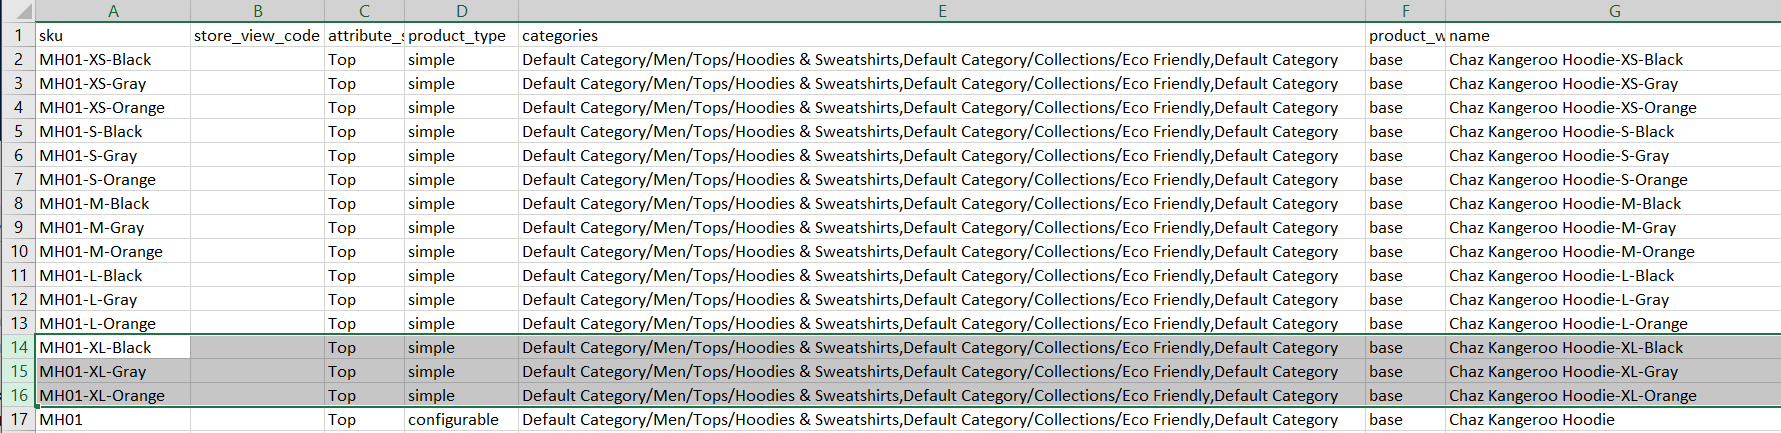 A B C D E F G
1 sku store_view_code attribute_s product_type categories product_w name
2 MH01-XS-Black Top simple Default Category/Men/Tops/Hoodies & Sweatshirts,Default Category/Collections/Eco Friendly,Default Category base Chaz Kangeroo Hoodie-XS-Black
3 MH01-XS-Gray Top simple Default Category/Men/Tops/Hoodies & Sweatshirts,Default Category/Collections/Eco Friendly,Default Category base Chaz Kangeroo Hoodie-XS-Gray
4 MH01-XS-Orange Top simple Default Category/Men/Tops/Hoodies & Sweatshirts,Default Category/Collections/Eco Friendly,Default Category base Chaz Kangeroo Hoodie-XS-Orange
5 MH01-S-Black Top simple Default Category/Men/Tops/Hoodies & Sweatshirts,Default Category/Collections/Eco Friendly,Default Category base Chaz Kangeroo Hoodie-S-Black
6 MH01-S-Gray Top simple Default Category/Men/Tops/Hoodies & Sweatshirts,Default Category/Collections/Eco Friendly,Default Category base Chaz Kangeroo Hoodie-S-Gray
7 MH01-S-Orange Top simple Default Category/Men/Tops/Hoodies & Sweatshirts,Default Category/Collections/Eco Friendly,Default Category base Chaz Kangeroo Hoodie-S-Orange
8 MH01-M-Black Top simple Default Category/Men/Tops/Hoodies & Sweatshirts,Default Category/Collections/Eco Friendly,Default Category base Chaz Kangeroo Hoodie-M-Black
9 MH01-M-Gray Top simple Default Category/Men/Tops/Hoodies & Sweatshirts,Default Category/Collections/Eco Friendly,Default Category base Chaz Kangeroo Hoodie-M-Gray
10 MH01-M-Orange Top simple Default Category/Men/Tops/Hoodies & Sweatshirts,Default Category/Collections/Eco Friendly,Default Category base Chaz Kangeroo Hoodie-M-Orange
11 MH01-L-Black Top simple Default Category/Men/Tops/Hoodies & Sweatshirts,Default Category/Collections/Eco Friendly,Default Category base Chaz Kangeroo Hoodie-L-Black
12 MH01-L-Gray Top simple Default Category/Men/Tops/Hoodies & Sweatshirts,Default Category/Collections/Eco Friendly,Default Category base Chaz Kangeroo Hoodie-L-Gray
13 MH01-L-Orange Top simple Default Category/Men/Tops/Hoodies & Sweatshirts,Default Category/Collections/Eco Friendly,Default Category base Chaz Kangeroo Hoodie-L-Orange
14 MH01-XL-Black Top simple Default Category/Men/Tops/Hoodies & Sweatshirts,Default Category/Collections/Eco Friendly,Default Category base Chaz Kangeroo Hoodie-XL-Black
15 MH01-XL-Gray Top simple Default Category/Men/Tops/Hoodies & Sweatshirts,Default Category/Collections/Eco Friendly,Default Category base Chaz Kangeroo Hoodie-XL-Gray
16 MH01-XL-Orange Top simple Default Category/Men/Tops/Hoodies & Sweatshirts,Default Category/Collections/Eco Friendly,Default Category base Chaz Kangeroo Hoodie-XL-Orange
17 MH01 Top configurable Default Category/Men/Tops/Hoodies & Sweatshirts,Default Category/Collections/Eco Friendly,Default Category base Chaz Kangeroo Hoodie